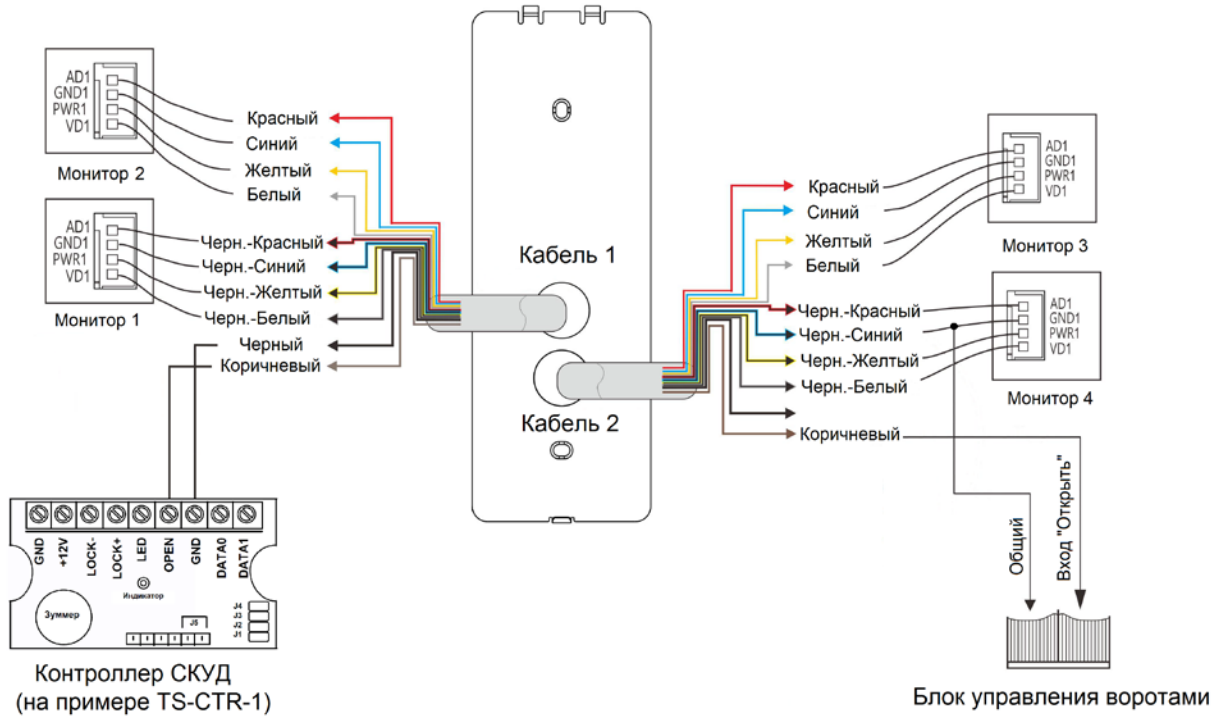 AD1
GND1
PWR1
VD1
Монитор 2
Красный
Синий
Желтый
Белый
AD1
GND1
PWR1
VD1
Монитор 1
Черн.-Красный
Черн.-Синий
Черн.-Желтый
Черн.-Белый
Черный
Коричневый
Кабель 1
Кабель 2
Красный
Синий
Желтый
Белый
AD1
GND1
PWR1
VD1
Монитор 3
Черн.-Красный
Черн.-Синий
Черн.-Желтый
Черн.-Белый
Коричневый
AD1
GND1
PWR1
VD1
Монитор 4
Общий
Вход "Открыть"
Блок управления воротами
GND
+12V
LOCK-
LOCK+
LED
OPEN
GND
DATA0
DATA1
Индикатор
Зуммер
J5
J4
J3
J2
J1
Контроллер СКУД
(на примере TS-CTR-1)